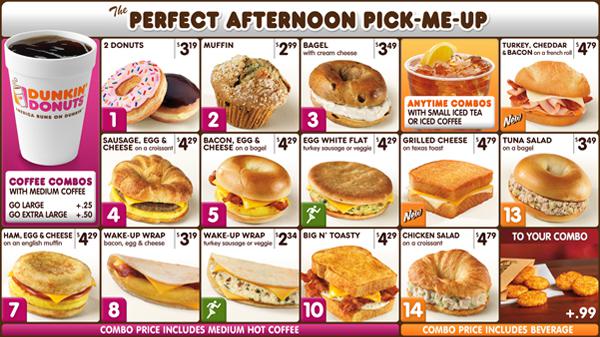 The PERFECT AFTERNOON PICK-ME-UP
DUNKIN'
DONUTS
AMERICA RUNS ON DUNKIN'
COFFEE COMBOS
WITH MEDIUM COFFEE
GO LARGE +.25
GO EXTRA LARGE +.50
2 DONUTS $3.19
1
MUFFIN $2.99
2
BAGEL $3.49
with cream cheese
3
ANYTIME COMBOS
WITH SMALL ICED TEA
OR ICED COFFEE
TURKEY, CHEDDAR $4.79
& BACON on a french roll
New!
SAUSAGE, EGG & $4.29
CHEESE on a croissant
4
BACON, EGG & $4.29
CHEESE on a bagel
5
EGG WHITE FLAT $4.29
turkey sausage or veggie
GRILLED CHEESE $4.79
on texas toast
New!
TUNA SALAD $3.49
on a bagel
13
HAM, EGG & CHEESE $4.29
on an english muffin
7
WAKE-UP WRAP $3.19
bacon, egg & cheese
8
WAKE-UP WRAP $2.34
turkey sausage or veggie
BIG N' TOASTY $4.29
10
CHICKEN SALAD $4.79
on a croissant
14
TO YOUR COMBO
+.99
COMBO PRICE INCLUDES MEDIUM HOT COFFEE
COMBO PRICE INCLUDES BEVERAGE